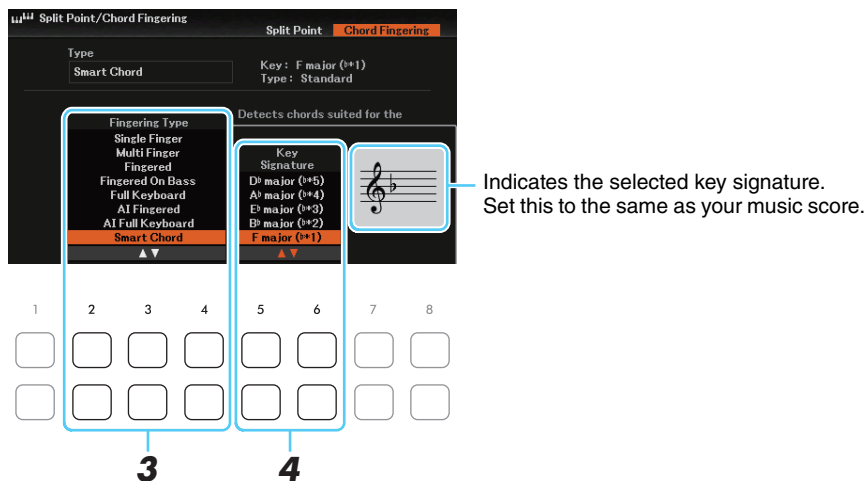 Split Point/Chord Fingering
Split Point Chord Fingering
Type
Smart Chord
Key : F major (♭*1)
Type : Standard
Detects chords suited for the
Fingering Type
Single Finger
Multi Finger
Fingered
Fingered On Bass
Full Keyboard
AI Fingered
AI Full Keyboard
Smart Chord
Key
Signature
D♭ major (♭*5)
A♭ major (♭*4)
E♭ major (♭*3)
B♭ major (♭*2)
F major (♭*1)
Indicates the selected key signature.
Set this to the same as your music score.
1 2 3 4 5 6 7 8
3 4